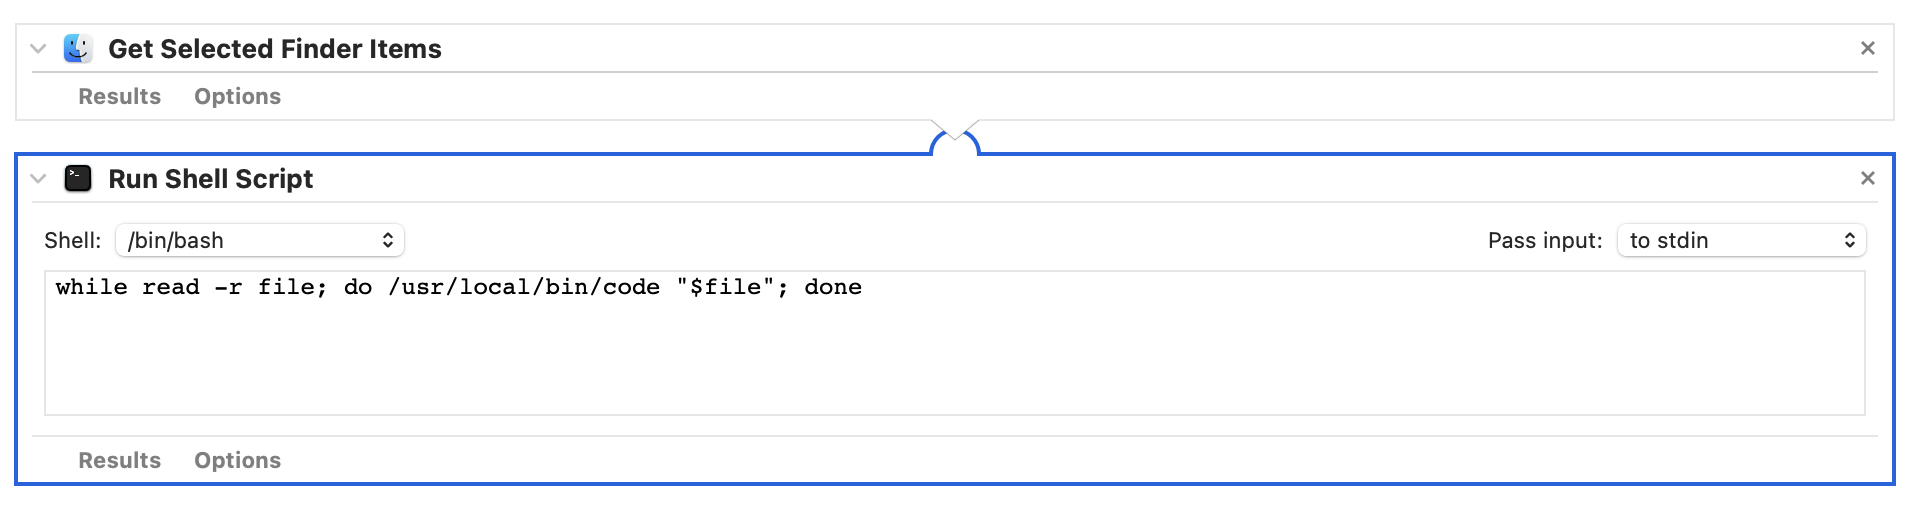 Get Selected Finder Items
Results Options
Run Shell Script
Shell: /bin/bash Pass input: to stdin
while read -r file; do /usr/local/bin/code "$file"; done
Results Options